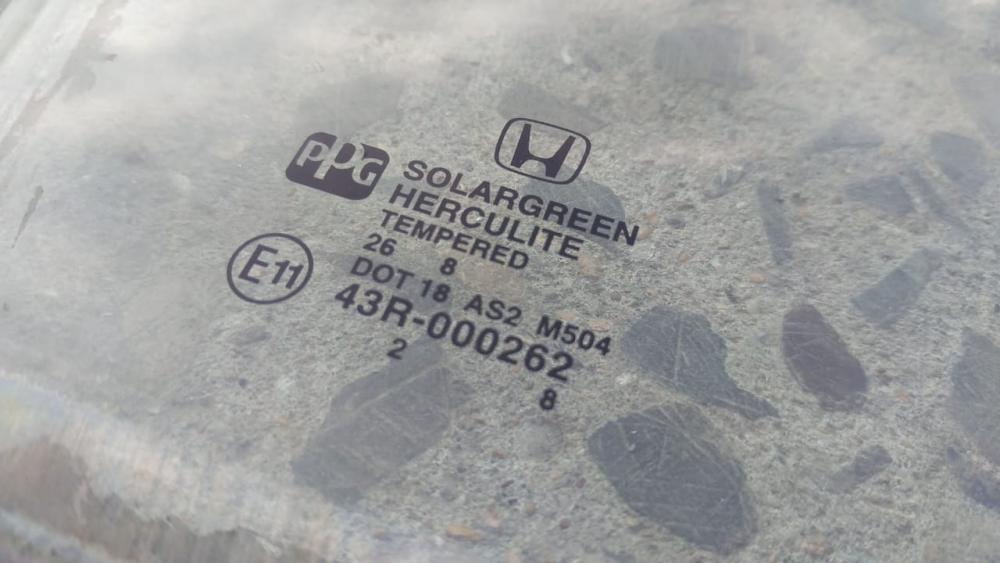 PPG
SOLARGREEN
HERCULITE
TEMPERED
26 8
E11
DOT 18 AS2 M504
43R-000262
2
8